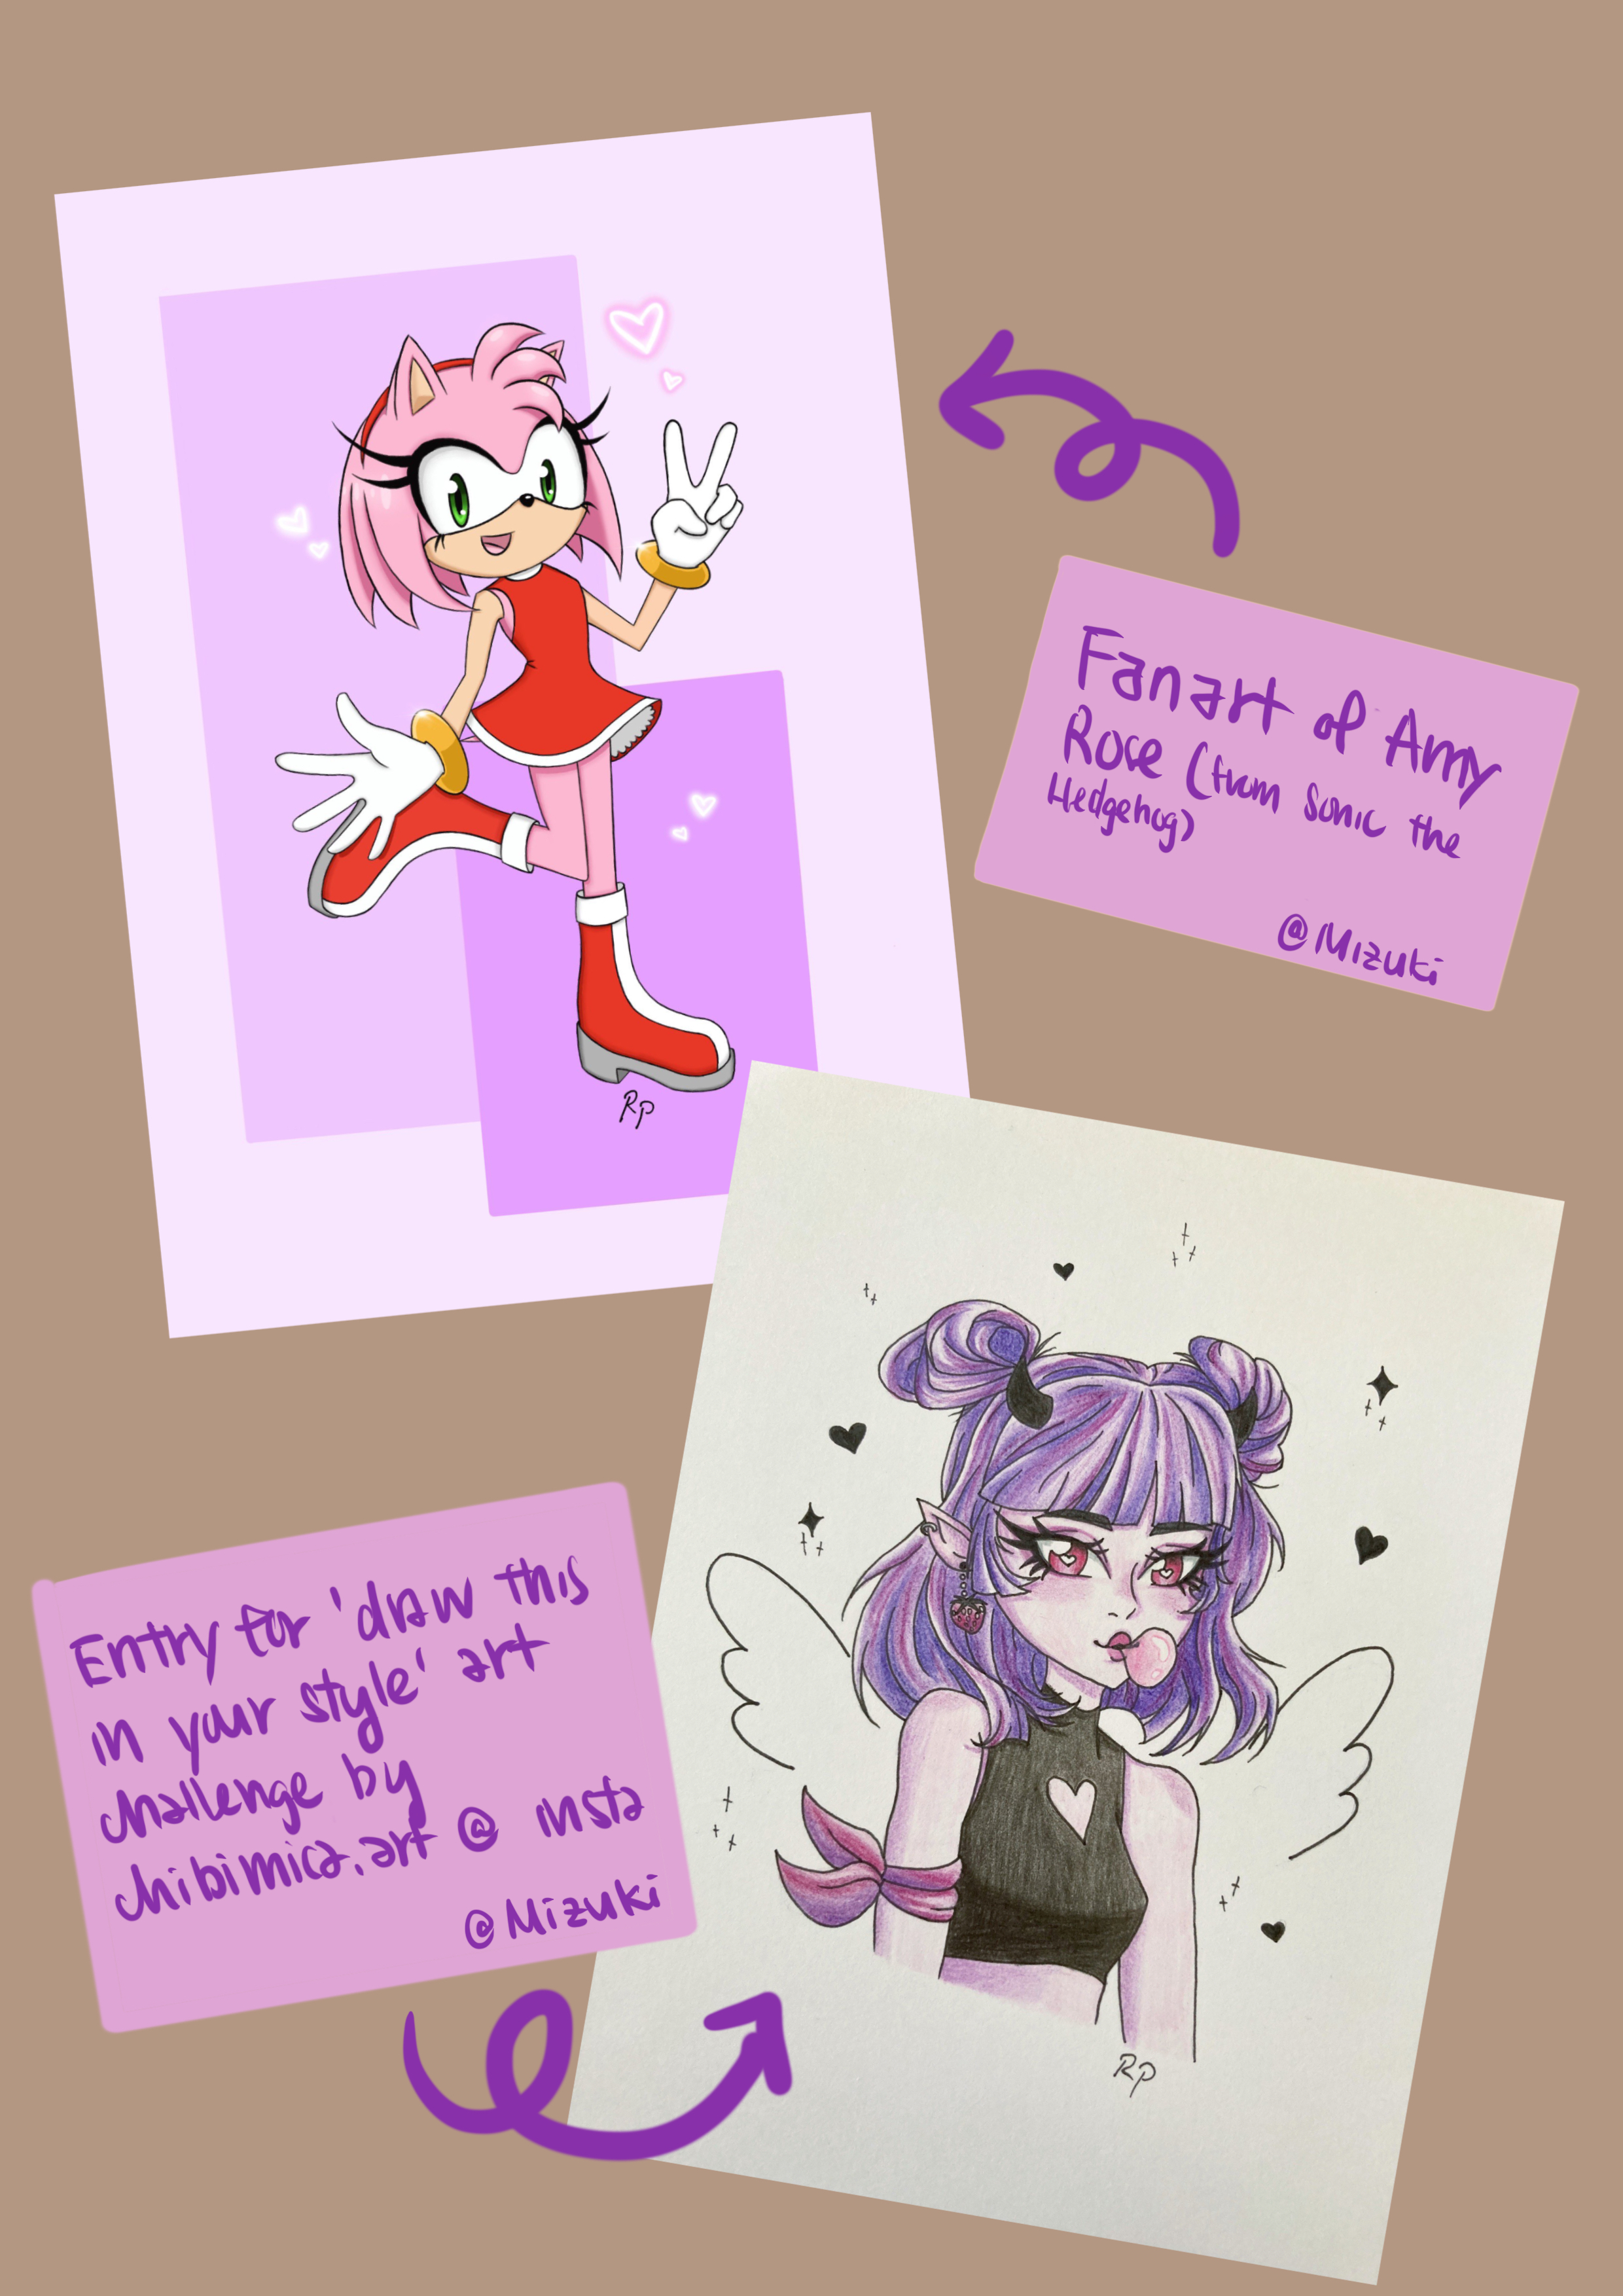 Fanart of Amy
Rose (from Sonic the
Hedgehog)
@Mizuki
RP
Entry for 'draw this
in your style' art
challenge by
chibimica.art @ insta
@Mizuki
RP